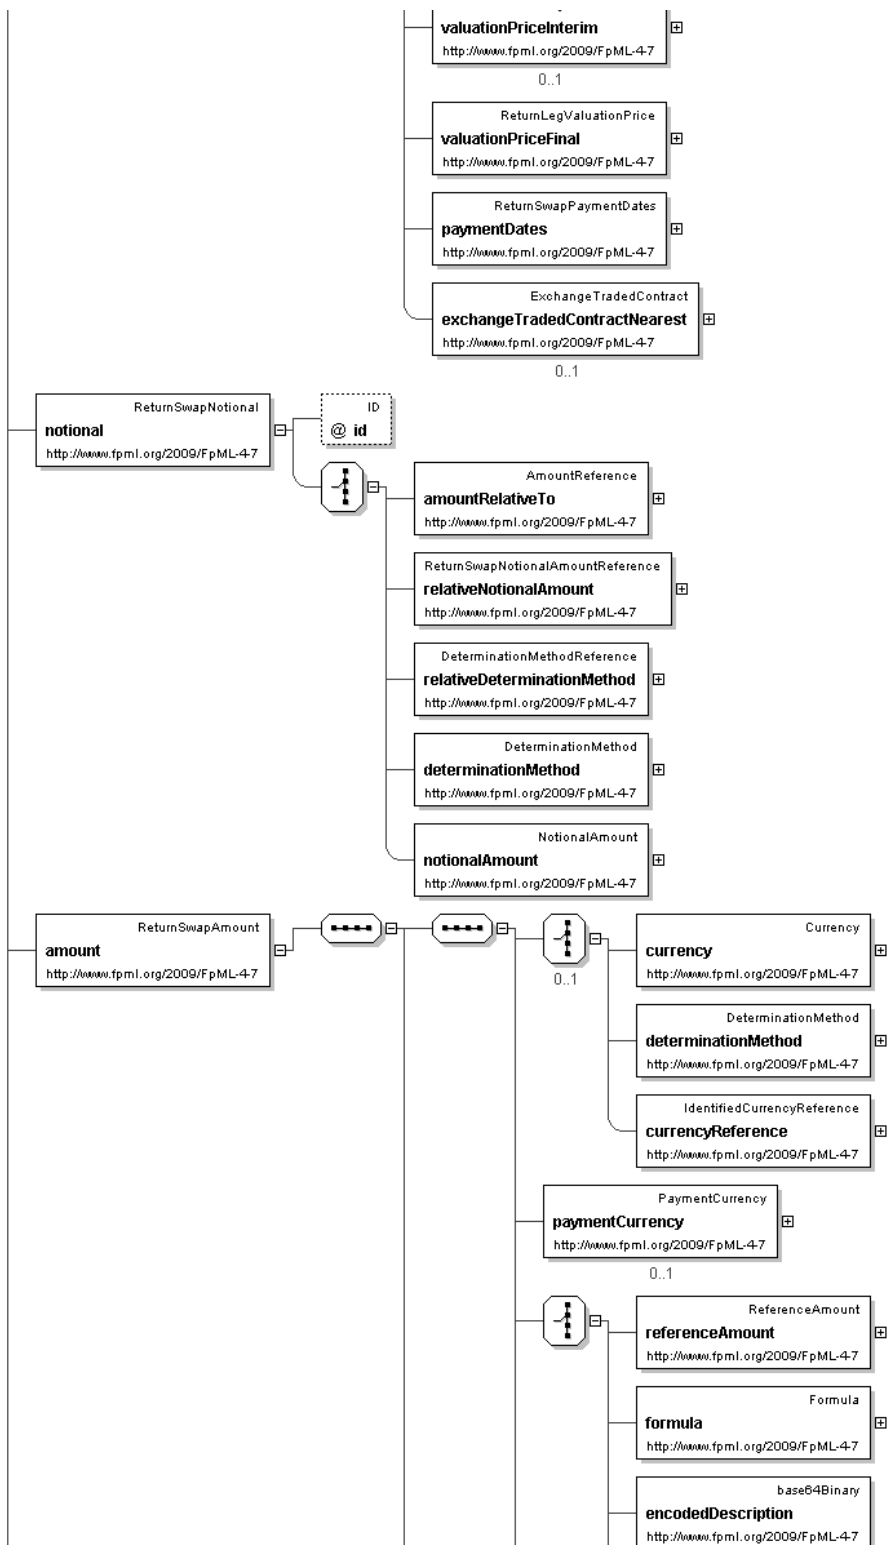 valuationPriceInterim
http://www.fpml.org/2009/FpML-4-7
0..1
ReturnLegValuationPrice
valuationPriceFinal
http://www.fpml.org/2009/FpML-4-7
ReturnSwapPaymentDates
paymentDates
http://www.fpml.org/2009/FpML-4-7
ExchangeTradedContract
exchangeTradedContractNearest
http://www.fpml.org/2009/FpML-4-7
0..1
ReturnSwapNotional
notional
http://www.fpml.org/2009/FpML-4-7
ID
@ id
AmountReference
amountRelativeTo
http://www.fpml.org/2009/FpML-4-7
ReturnSwapNotionalAmountReference
relativeNotionalAmount
http://www.fpml.org/2009/FpML-4-7
DeterminationMethodReference
relativeDeterminationMethod
http://www.fpml.org/2009/FpML-4-7
DeterminationMethod
determinationMethod
http://www.fpml.org/2009/FpML-4-7
NotionalAmount
notionalAmount
http://www.fpml.org/2009/FpML-4-7
ReturnSwapAmount
amount
http://www.fpml.org/2009/FpML-4-7
0..1
Currency
currency
http://www.fpml.org/2009/FpML-4-7
DeterminationMethod
determinationMethod
http://www.fpml.org/2009/FpML-4-7
IdentifiedCurrencyReference
currencyReference
http://www.fpml.org/2009/FpML-4-7
PaymentCurrency
paymentCurrency
http://www.fpml.org/2009/FpML-4-7
0..1
ReferenceAmount
referenceAmount
http://www.fpml.org/2009/FpML-4-7
Formula
formula
http://www.fpml.org/2009/FpML-4-7
base64Binary
encodedDescription
http://www.fpml.org/2009/FpML-4-7